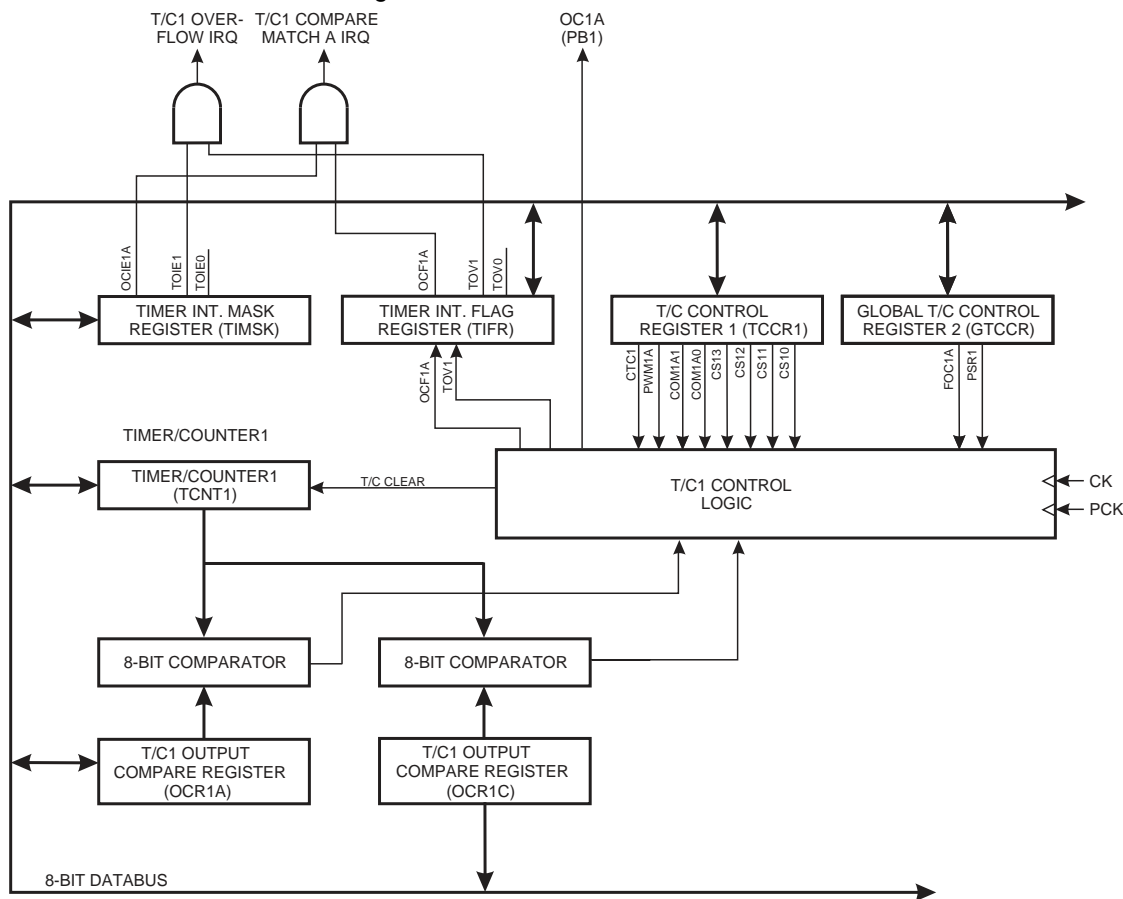 T/C1 OVER-
FLOW IRQ
T/C1 COMPARE
MATCH A IRQ
OC1A
(PB1)
OCIE1A
TOIE1
TOIE0
OCF1A
TOV1
TOV0
TIMER INT. MASK
REGISTER (TIMSK)
TIMER INT. FLAG
REGISTER (TIFR)
T/C CONTROL
REGISTER 1 (TCCR1)
GLOBAL T/C CONTROL
REGISTER 2 (GTCCR)
OCF1A
TOV1
CTC1
PWM1A
COM1A1
COM1A0
CS13
CS12
CS11
CS10
FOC1A
PSR1
TIMER/COUNTER1
TIMER/COUNTER1
(TCNT1)
T/C CLEAR
T/C1 CONTROL
LOGIC
CK
PCK
8-BIT COMPARATOR
8-BIT COMPARATOR
T/C1 OUTPUT
COMPARE REGISTER
(OCR1A)
T/C1 OUTPUT
COMPARE REGISTER
(OCR1C)
8-BIT DATABUS